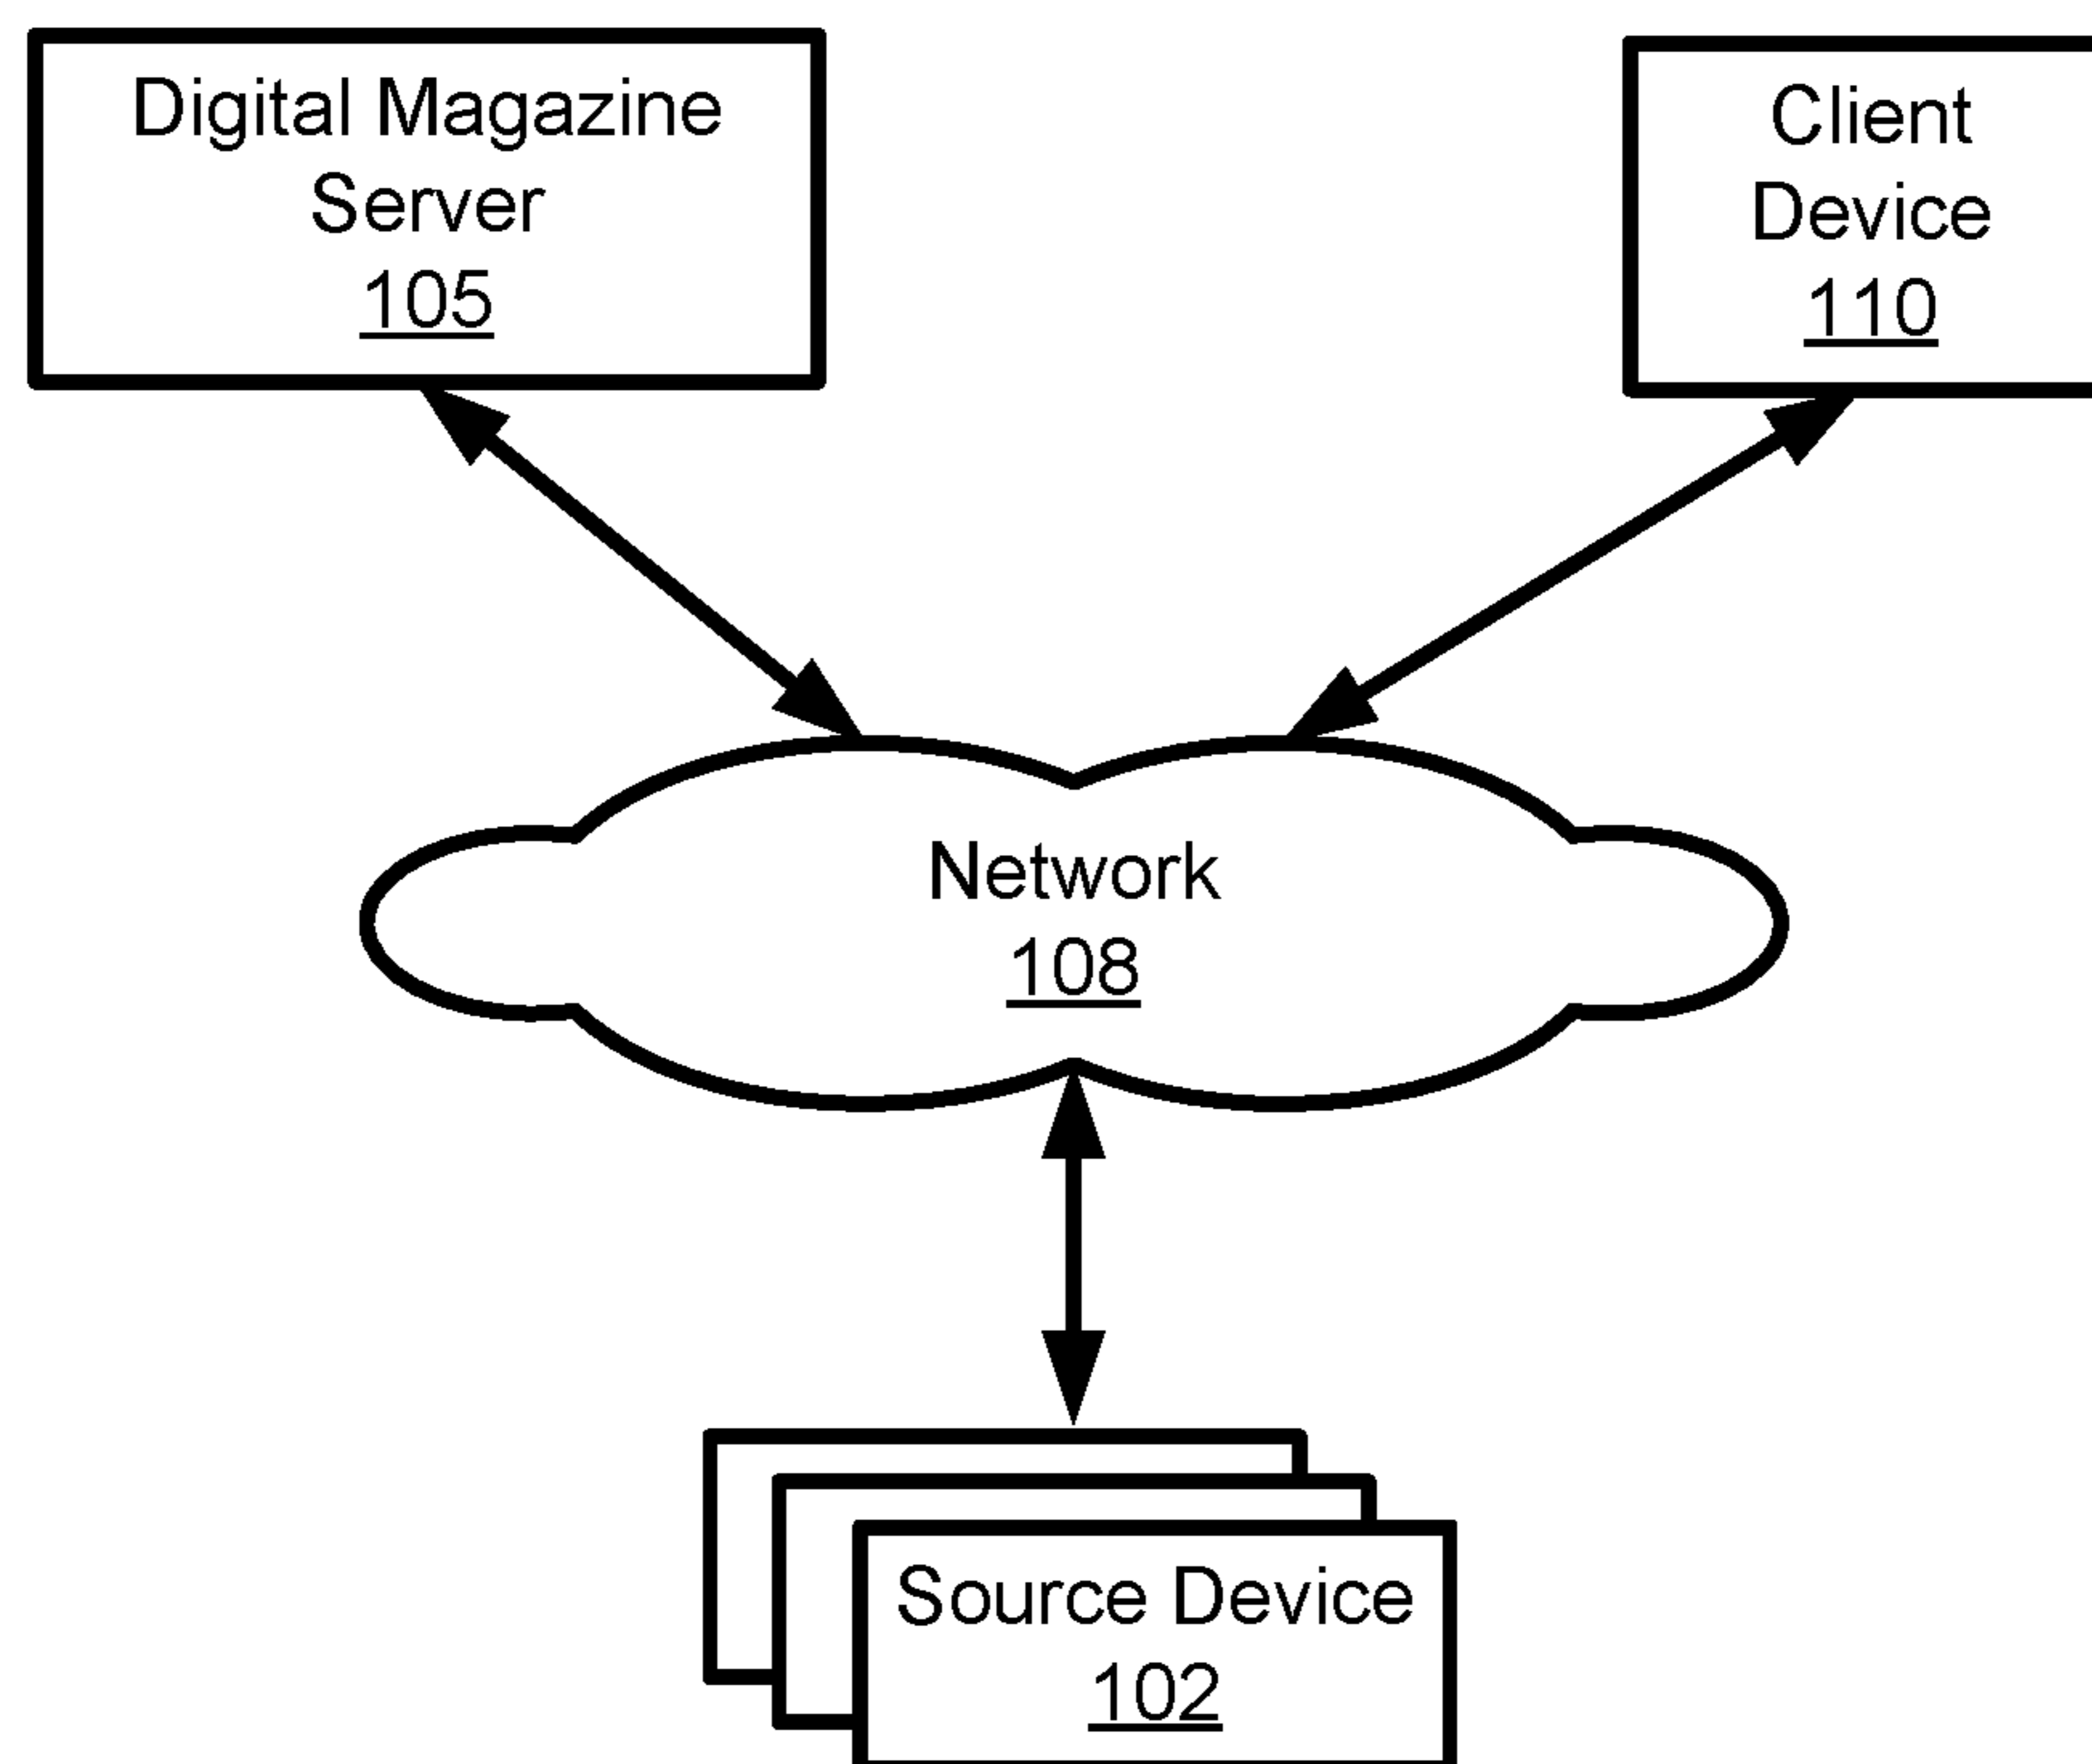 Digital Magazine
Server
105
Client
Device
110
Network
108
Source Device
102